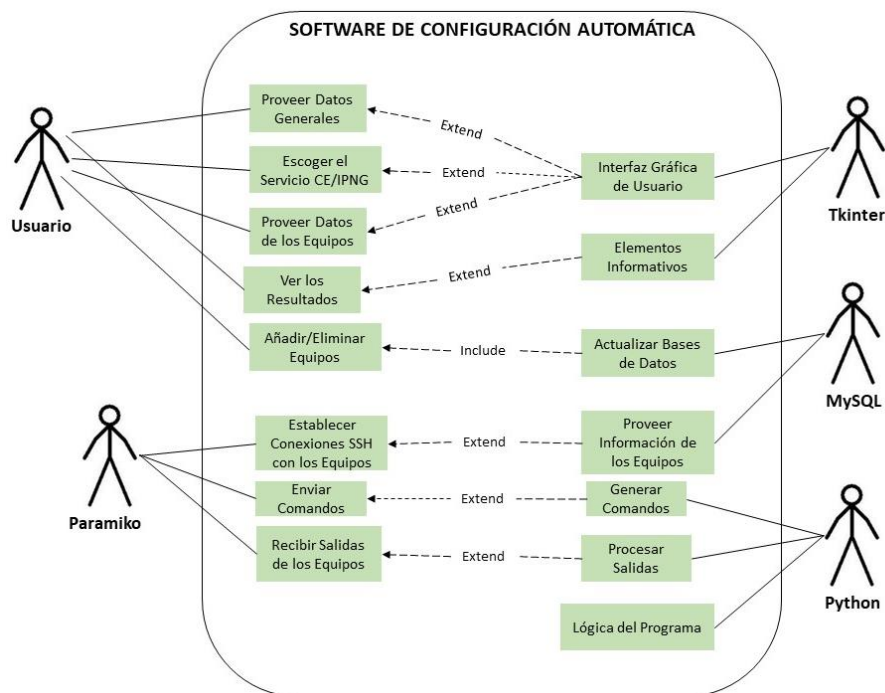 SOFTWARE DE CONFIGURACIÓN AUTOMÁTICA
Usuario
Proveer Datos
Generales
Escoger el
Servicio CE/IPNG
Proveer Datos
de los Equipos
Ver los
Resultados
Añadir/Eliminar
Equipos
Extend
Extend
Extend
Extend
Include
Interfaz Gráfica
de Usuario
Elementos
Informativos
Actualizar Bases
de Datos
Tkinter
MySQL
Paramiko
Establecer
Conexiones SSH
con los Equipos
Enviar
Comandos
Recibir Salidas
de los Equipos
Extend
Extend
Extend
Proveer
Información de
los Equipos
Generar
Comandos
Procesar
Salidas
Lógica del Programa
Python